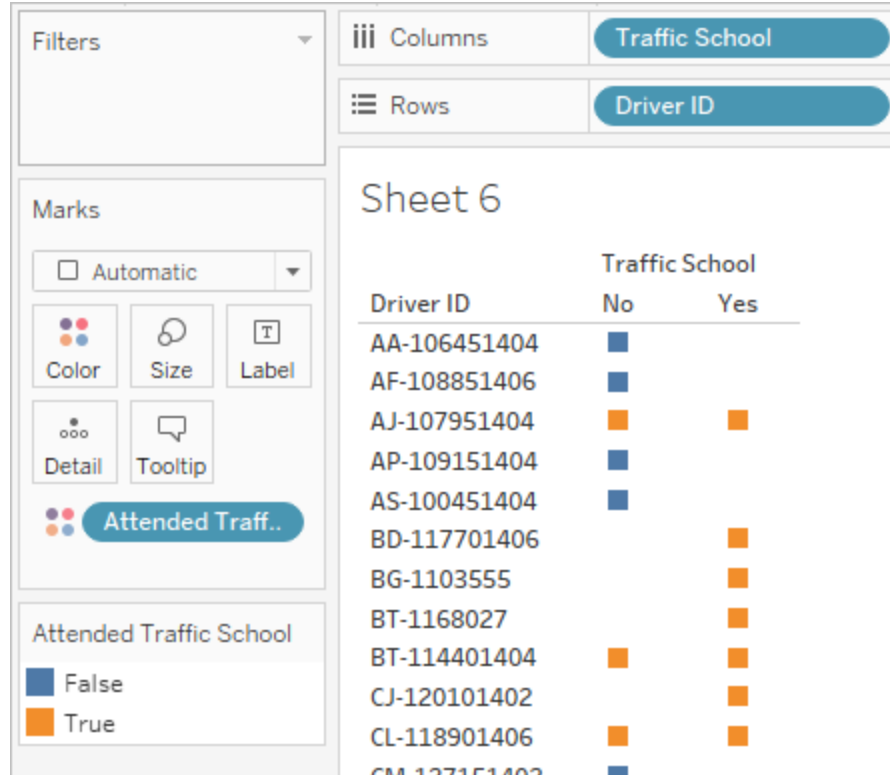 Filters
Columns Traffic School
Rows Driver ID
Marks
Automatic
Color Size Label
Detail Tooltip
Attended Traff..
Attended Traffic School
False
True
Sheet 6
Traffic School
Driver ID No Yes
AA-106451404
AF-108851406
AJ-107951404
AP-109151404
AS-100451404
BD-117701406
BG-1103555
BT-1168027
BT-114401404
CJ-120101402
CL-118901406